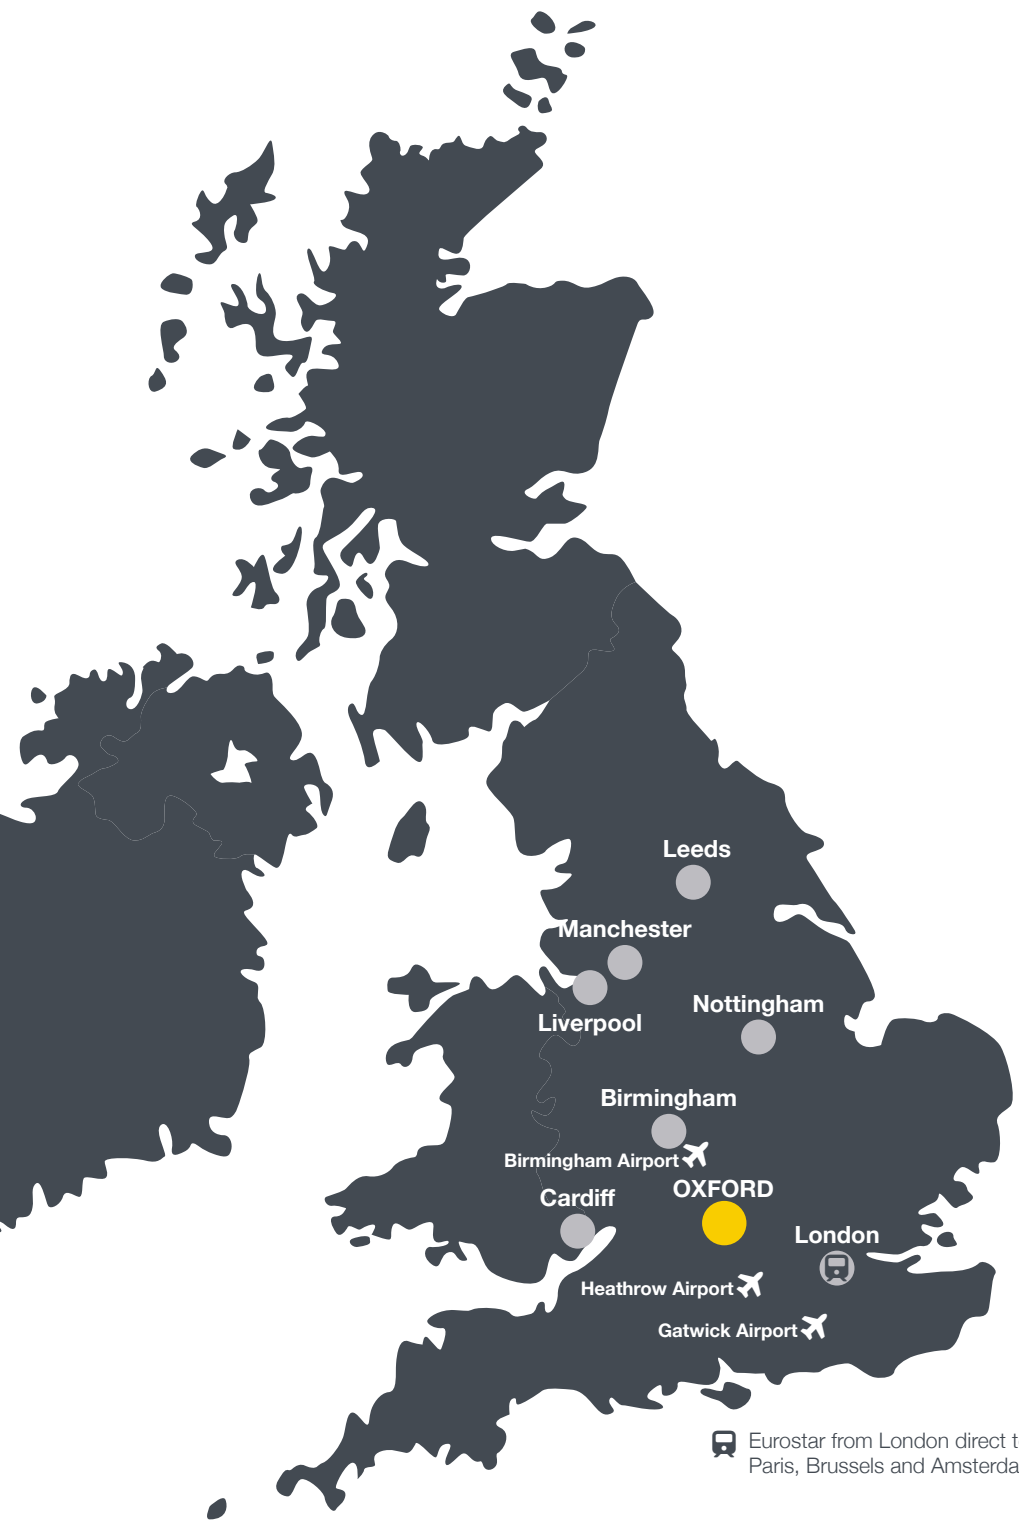 Leeds
Manchester
Liverpool
Nottingham
Birmingham
Birmingham Airport
OXFORD
Cardiff
London
Heathrow Airport
Gatwick Airport
Eurostar from London direct t
Paris, Brussels and Amsterda